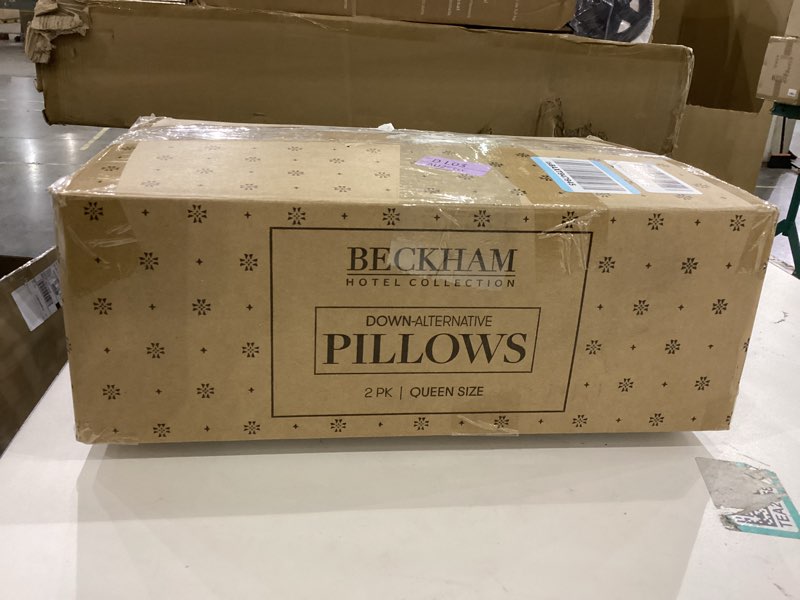 BECKHAM
HOTEL COLLECTION
DOWN-ALTERNATIVE
PILLOWS
2 PK | QUEEN SIZE